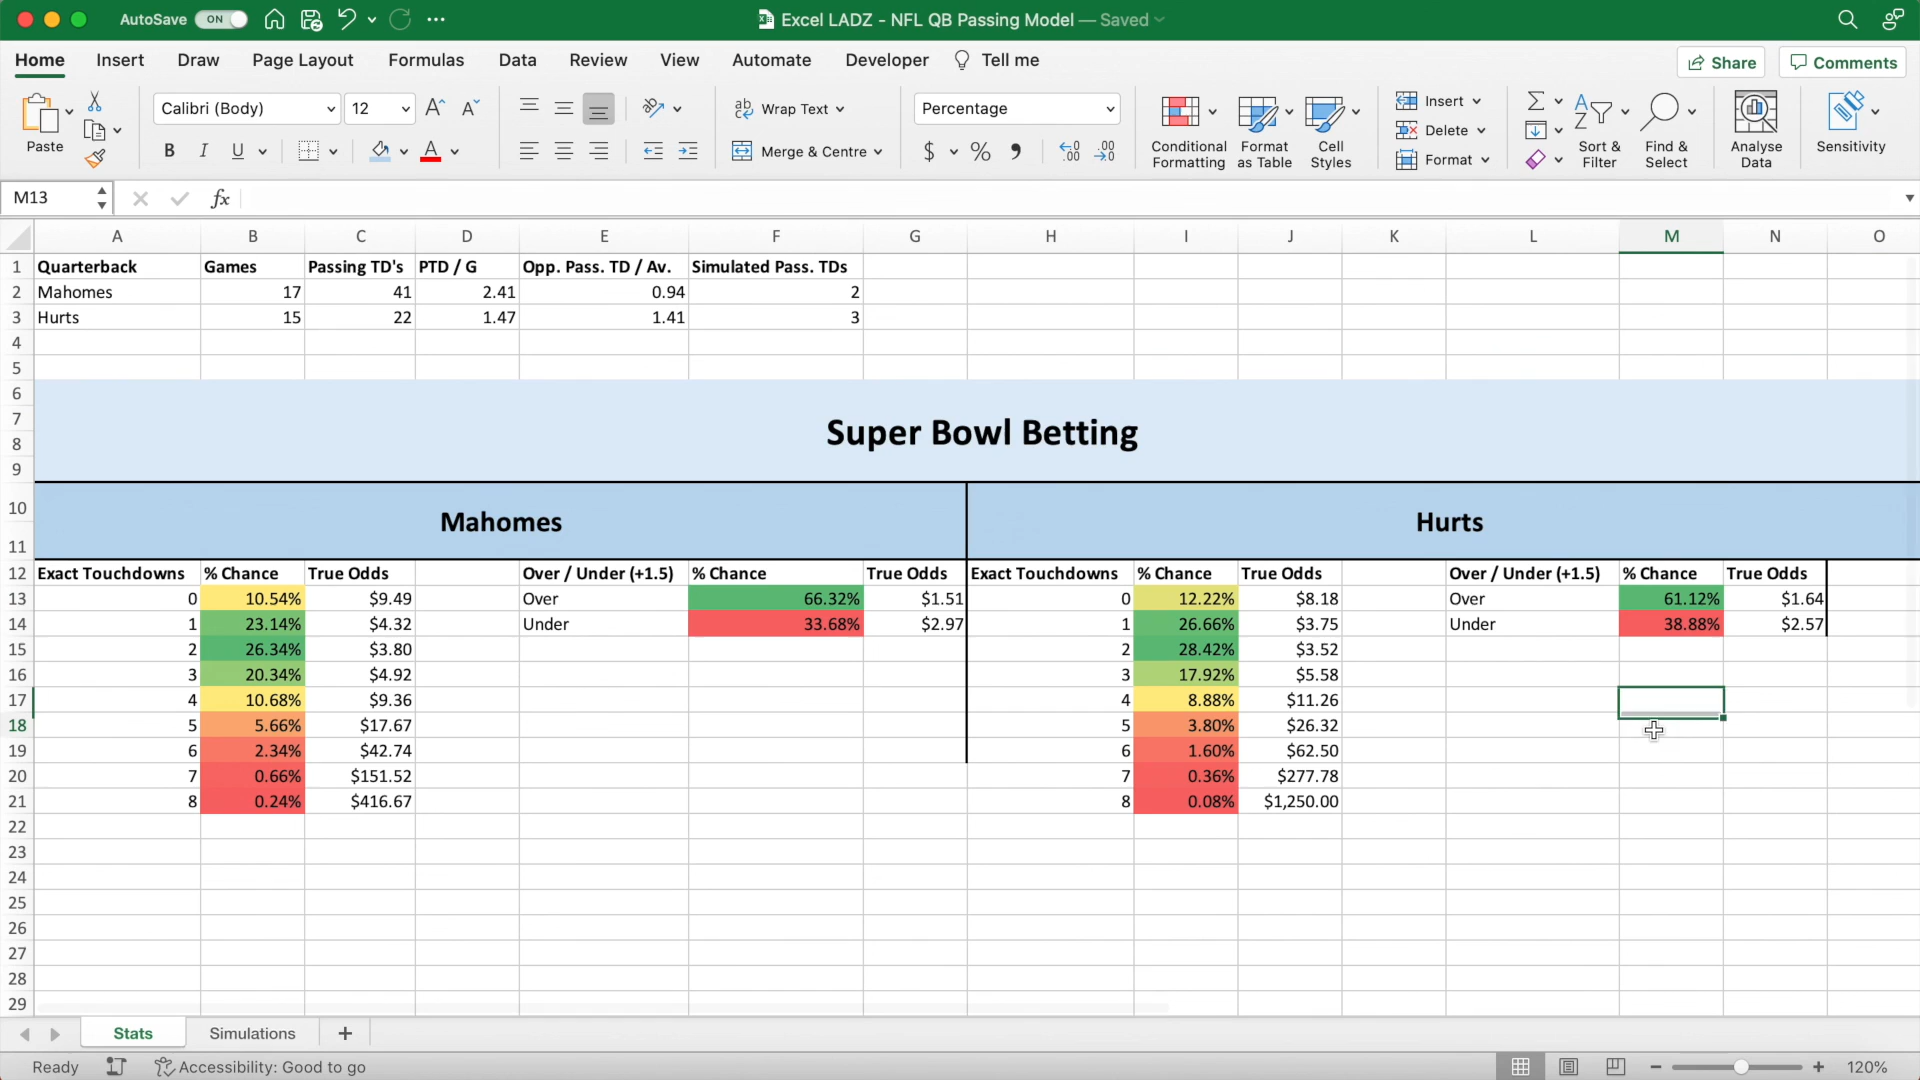 AutoSave ON Excel LADZ - NFL QB Passing Model — Saved
Home Insert Draw Page Layout Formulas Data Review View Automate Developer Tell me Share Comments
Paste Calibri (Body) 12 A A Wrap Text Percentage Conditional Formatting Format as Table Cell Styles Insert Sort & Filter Find & Select Analyse Data Sensitivity
Delete
B I U A Merge & Centre $ % Format
M13 fx
A B C D E F G H I J K L M N O
1 Quarterback Games Passing TD's PTD / G Opp. Pass. TD / Av. Simulated Pass. TDs
2 Mahomes 17 41 2.41 0.94 2
3 Hurts 15 22 1.47 1.41 3
4
5
6
7
8 Super Bowl Betting
9
10 Mahomes Hurts
11
12 Exact Touchdowns % Chance True Odds Over / Under (+1.5) % Chance True Odds Exact Touchdowns % Chance True Odds Over / Under (+1.5) % Chance True Odds
13 0 10.54% $9.49 Over 66.32% $1.51 0 12.22% $8.18 Over 61.12% $1.64
14 1 23.14% $4.32 Under 33.68% $2.97 1 26.66% $3.75 Under 38.88% $2.57
15 2 26.34% $3.80 2 28.42% $3.52
16 3 20.34% $4.92 3 17.92% $5.58
17 4 10.68% $9.36 4 8.88% $11.26
18 5 5.66% $17.67 5 3.80% $26.32
19 6 2.34% $42.74 6 1.60% $62.50
20 7 0.66% $151.52 7 0.36% $277.78
21 8 0.24% $416.67 8 0.08% $1,250.00
22
23
24
25
26
27
28
29
Stats Simulations +
Ready Accessibility: Good to go 120%